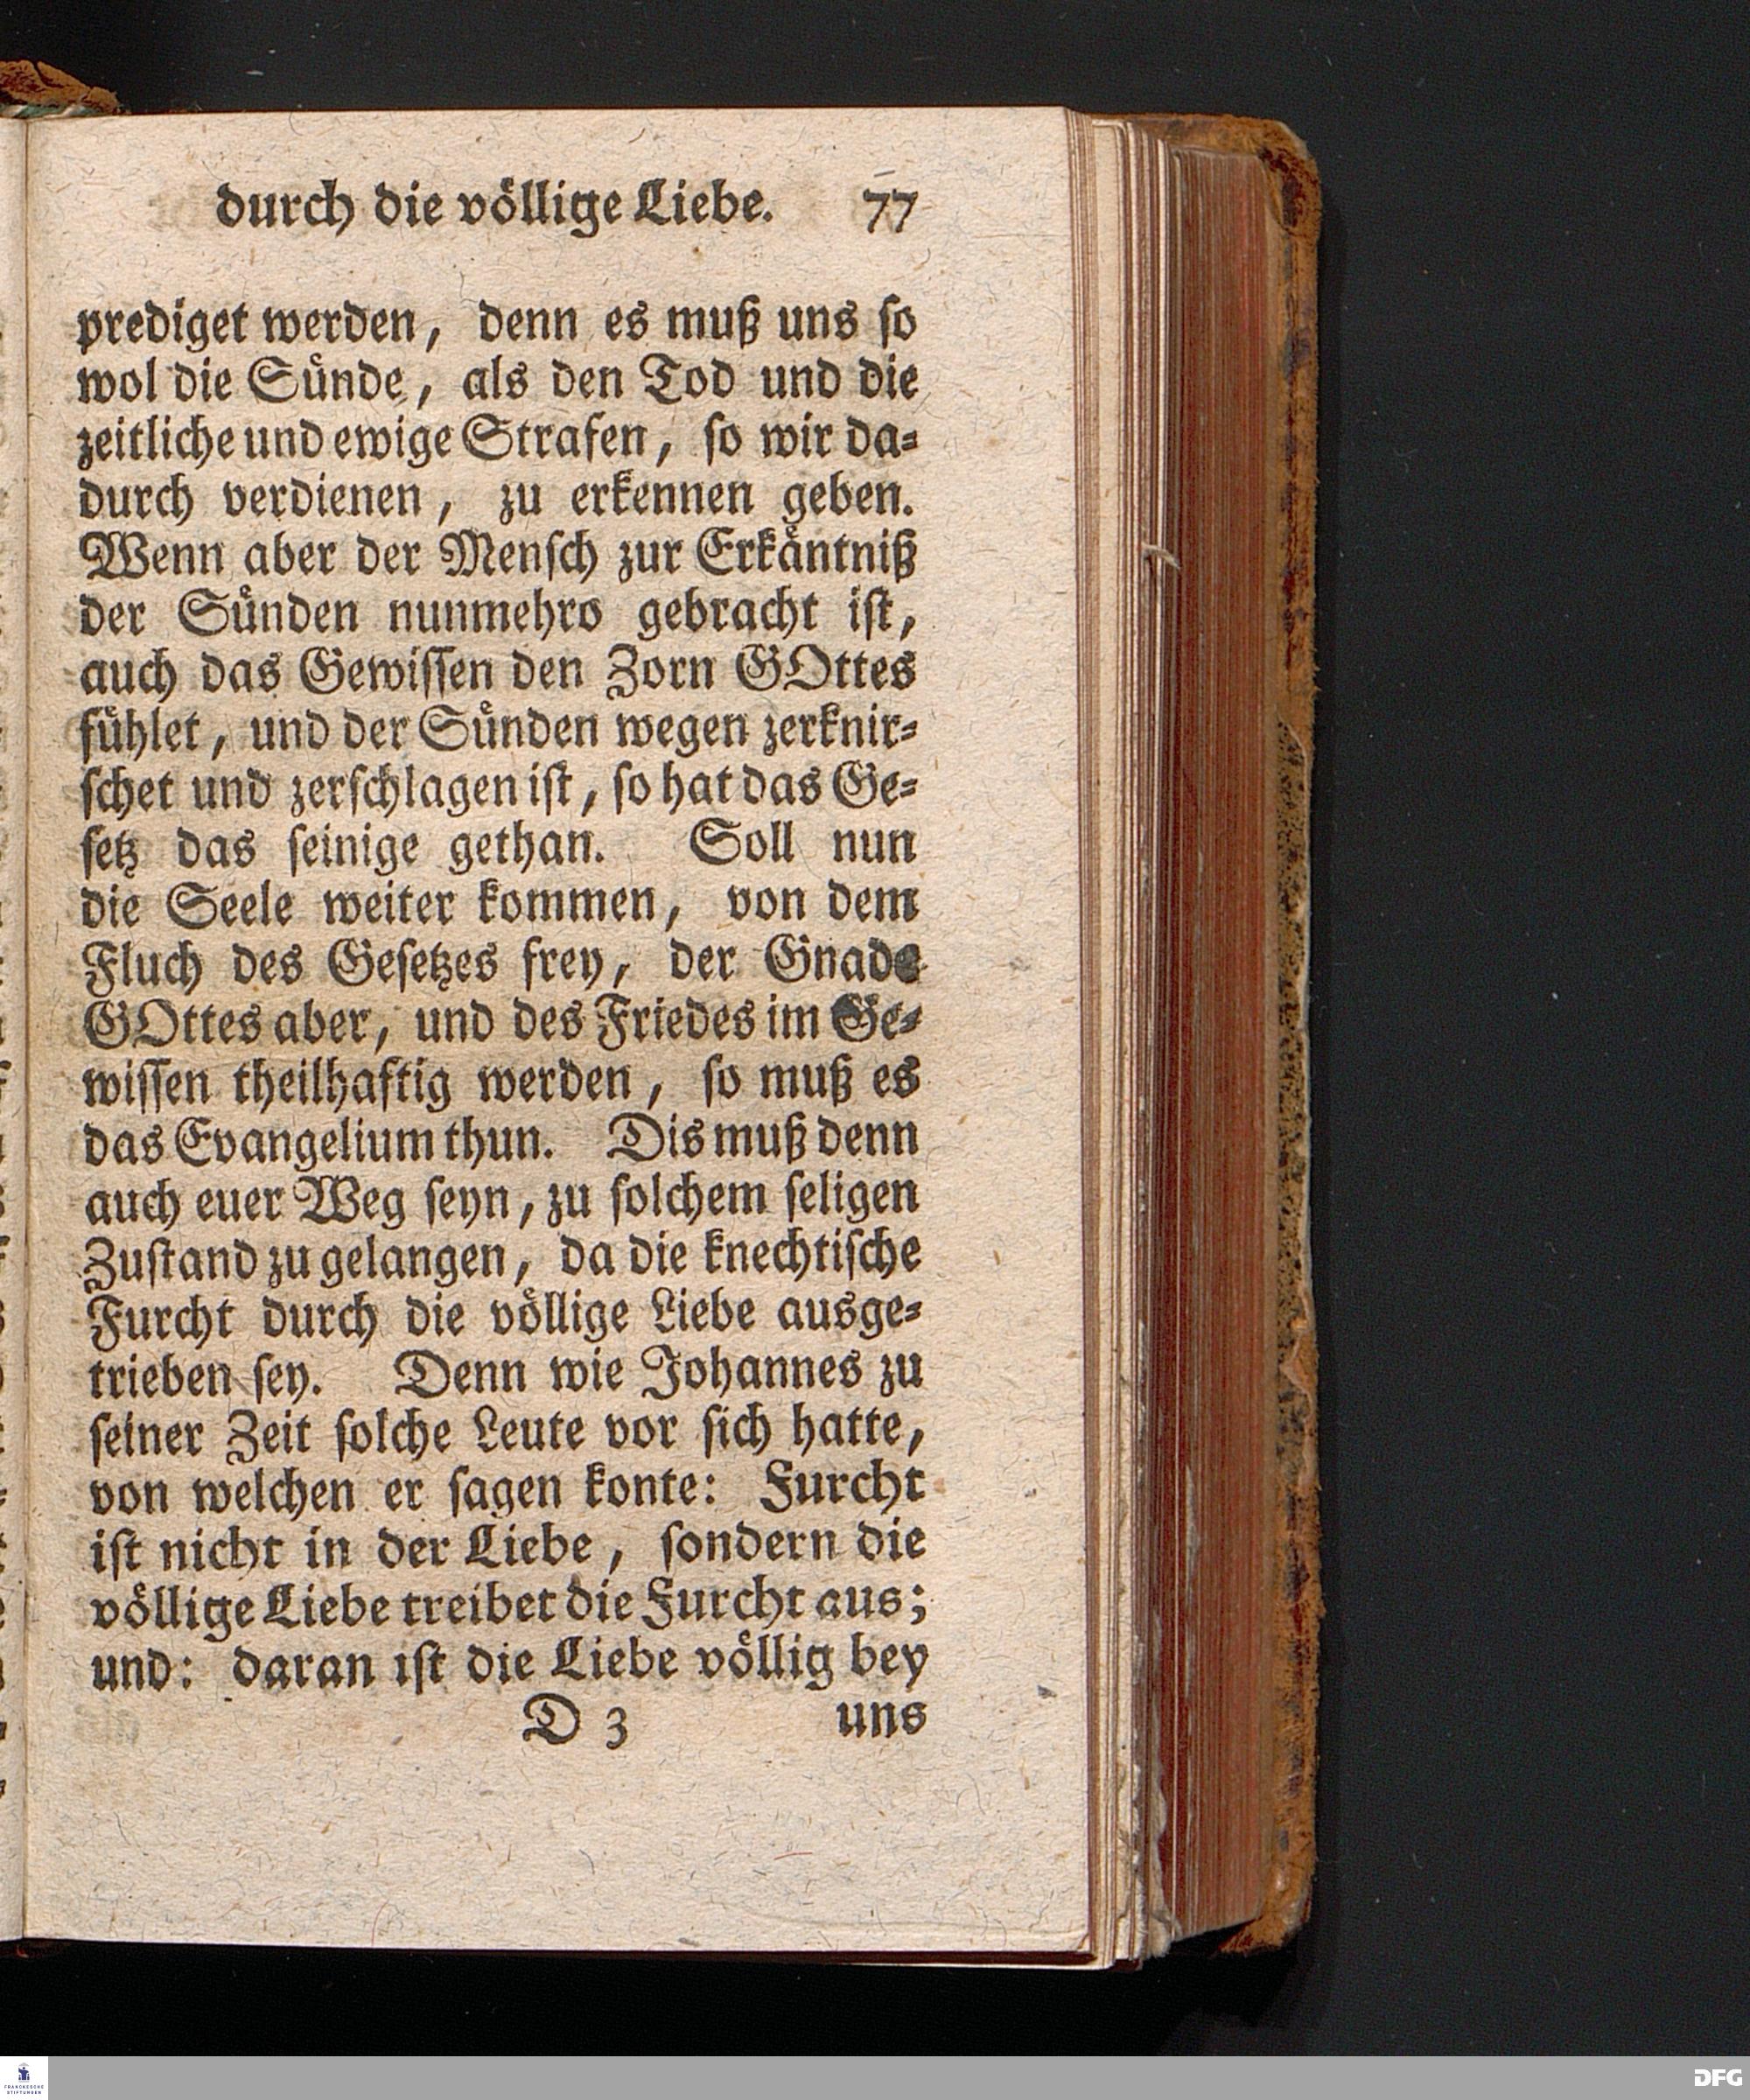 durch die völlige Liebe. 77
prediget werden, denn es muß uns ſo
wol die Sünde, als den Tod und die
zeitliche und ewige Strafen, ſo wir da⸗
durch verdienen, zu erkennen geben.
Wenn aber der Menſch zur Erkäntniß
der Sünden nunmehro gebracht iſt,
auch das Gewiſſen den Zorn GOttes
fühlet, und der Sünden wegen zerknir⸗
ſchet und zerſchlagen iſt, ſo hat das Ge⸗
ſetz das ſeinige gethan. Soll nun
die Seele weiter kommen, von dem
Fluch des Geſetzes frey, der Gnade
GOttes aber, und des Friedes im Ge⸗
wiſſen theilhaftig werden, ſo muß es
das Evangelium thun. Dis muß denn
auch euer Weg ſeyn, zu ſolchem ſeligen
Zuſtand zu gelangen, da die knechtiſche
Furcht durch die völlige Liebe ausge⸗
trieben ſey. Denn wie Johannes zu
ſeiner Zeit ſolche Leute vor ſich hatte,
von welchen er ſagen konte: Furcht
iſt nicht in der Liebe, ſondern die
völlige Liebe treibet die Furcht aus;
und: daran iſt die Liebe völlig bey
D 3 uns
FRANCKESCHE
STIFTUNGEN
DFG